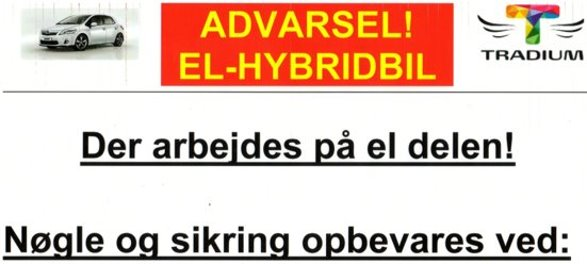 ADVARSEL!
EL-HYBRIDBIL
TRADIUM
Der arbejdes på el delen!
Nøgle og sikring opbevares ved: